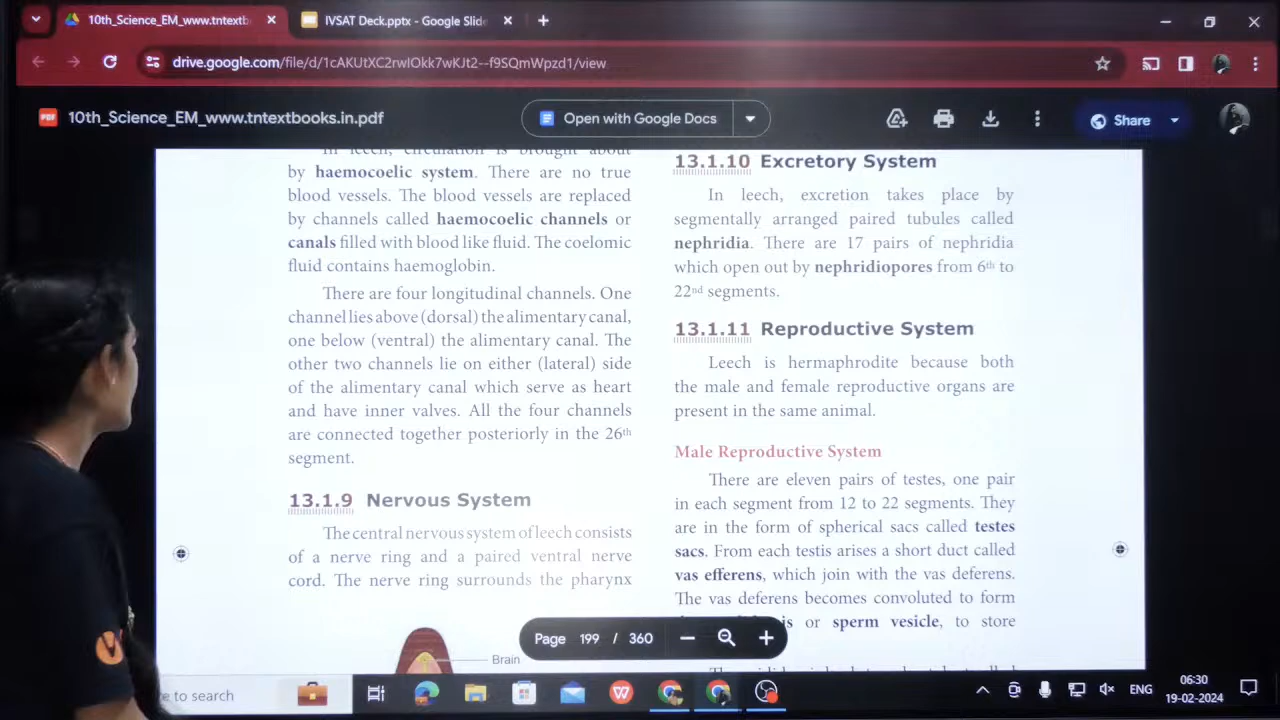 10th_Science_EM_www.tntextb
IVSAT Deck.pptx - Google Slide
drive.google.com/file/d/1cAKUtXC2rwIOkk7wKJt2--f9SQmWpzd1/view
PDF
10th_Science_EM_www.tntextbooks.in.pdf
Open with Google Docs
Share
In leech, circulation is brought about
by haemocoelic system. There are no true
blood vessels. The blood vessels are replaced
by channels called haemocoelic channels or
canals filled with blood like fluid. The coelomic
fluid contains haemoglobin.
There are four longitudinal channels. One
channel lies above (dorsal) the alimentary canal,
one below (ventral) the alimentary canal. The
other two channels lie on either (lateral) side
of the alimentary canal which serve as heart
and have inner valves. All the four channels
are connected together posteriorly in the 26th
segment.
13.1.9 Nervous System
The central nervous system of leech consists
of a nerve ring and a paired ventral nerve
cord. The nerve ring surrounds the pharynx
Brain
13.1.10 Excretory System
In leech, excretion takes place by
segmentally arranged paired tubules called
nephridia. There are 17 pairs of nephridia
which open out by nephridiopores from 6th to
22nd segments.
13.1.11 Reproductive System
Leech is hermaphrodite because both
the male and female reproductive organs are
present in the same animal.
Male Reproductive System
There are eleven pairs of testes, one pair
in each segment from 12 to 22 segments. They
are in the form of spherical sacs called testes
sacs. From each testis arises a short duct called
vas efferens, which join with the vas deferens.
The vas deferens becomes convoluted to form
or sperm vesicle, to store
Page 199 / 360
e to search
ENG
06:30
19-02-2024